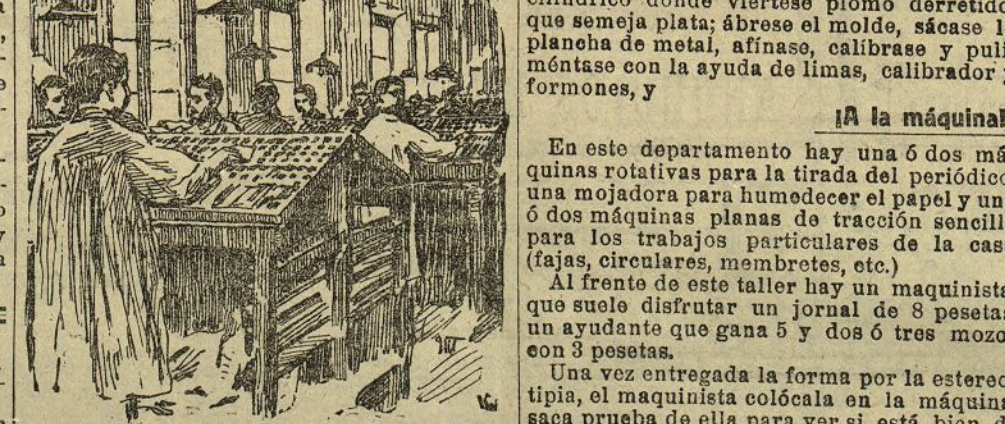 cilíndrico donde viértese plomo derretido
que semeja plata; ábrese el molde, sácase l
plancha de metal, afínase, calíbrase y puli
méntase con la ayuda de limas, calibrador
formones, y
¡A la máquina!
En este departamento hay una ó dos má
quinas rotativas para la tirada del periódico
una mojadora para humedecer el papel y un
ó dos máquinas planas de tracción sencill
para los trabajos particulares de la cas
(fajas, circulares, membretes, etc.)
Al frente de este taller hay un maquinista
que suele disfrutar un jornal de 8 pesetas
un ayudante que gana 5 y dos ó tres mozo
con 3 pesetas.
Una vez entregada la forma por la estereo
tipia, el maquinista colócala en la máquina
saca prueba de ella para ver si está bien d